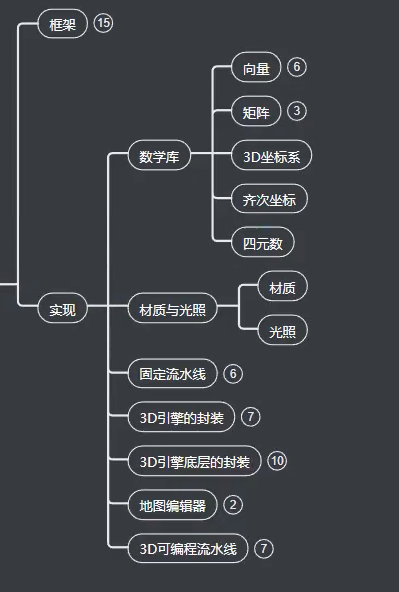 框架 15
向量 6
矩阵 3
数学库
3D坐标系
齐次坐标
四元数
材质
实现
材质与光照
光照
固定流水线 6
3D引擎的封装 7
3D引擎底层的封装 10
地图编辑器 2
3D可编程流水线 7